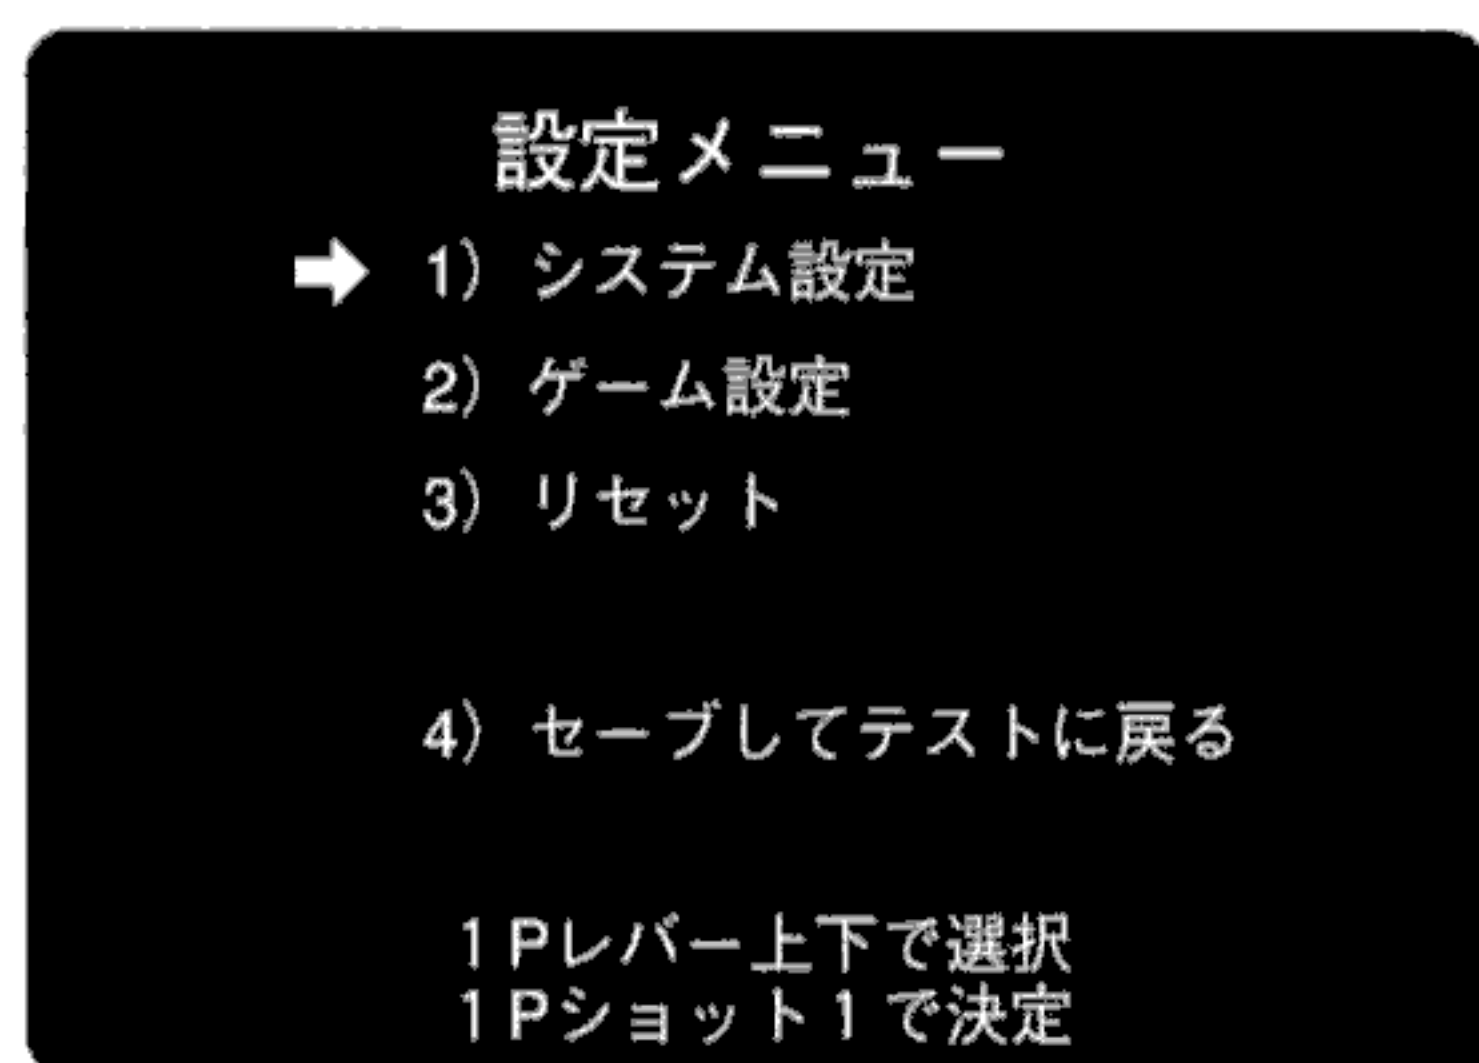 設定メニュー
➡ 1) システム設定
2) ゲーム設定
3) リセット
4) セーブしてテストに戻る
1Pレバー上下で選択
1Pショット1で決定